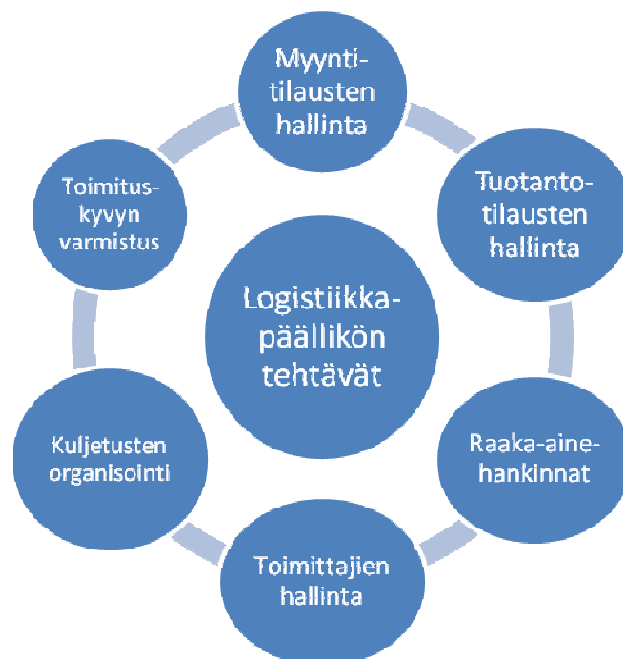 Myynti-
tilausten
hallinta
Tuotanto-
tilausten
hallinta
Raaka-aine-
hankinnat
Toimittajien
hallinta
Kuljetusten
organisointi
Toimitus-
kyvyn
varmistus
Logistiikka-
päällikön
tehtävät